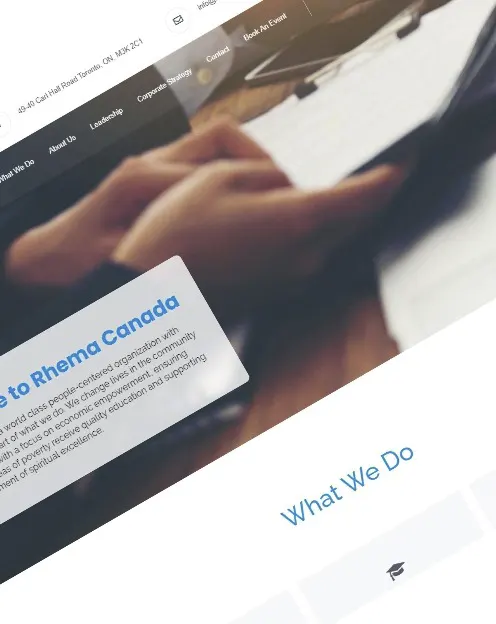 info@
49-40 Carl Hall Road Toronto, ON, M3K 2C1
What We Do
About Us
Leadership
Corporate Strategy
Contact
Book An Event
e to Rhema Canada
a world class people-centered organization with
art of what we do. We change lives in the community
with a focus on economic empowerment, ensuring
eas of poverty receive quality education and supporting
ment of spiritual excellence.
What We Do